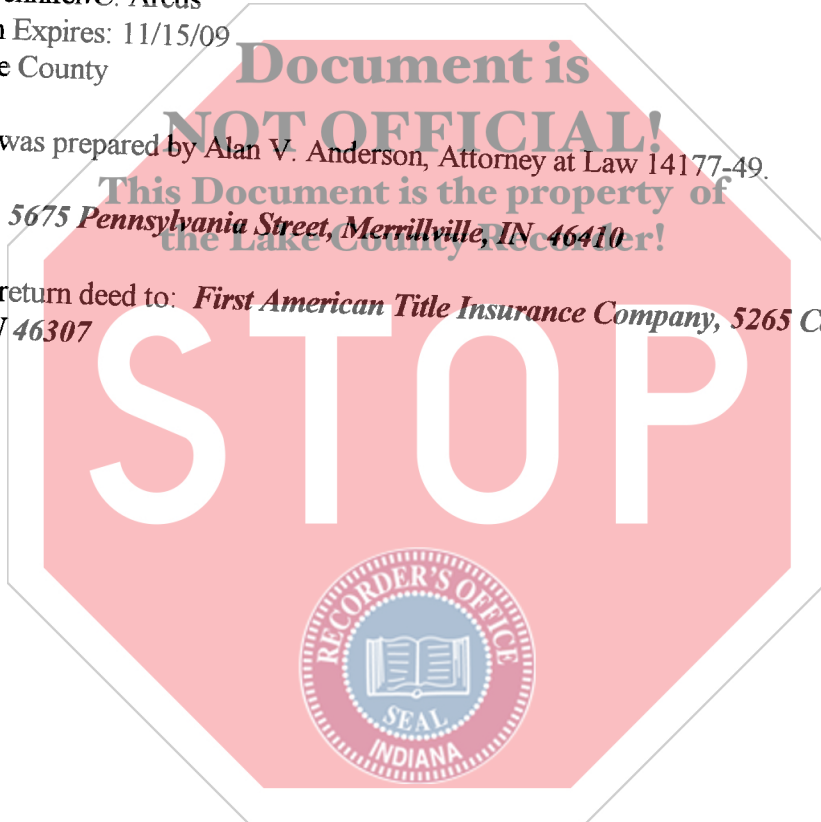 C. Arcus
Expires: 11/15/09
County
Document is
NOT OFFICIAL!
was prepared by Alan V. Anderson, Attorney at Law 14177-49.
This Document is the property of
5675 Pennsylvania Street, Merrillville, IN 46410
the Lake County Recorder!
return deed to: First American Title Insurance Company, 5265
46307
STOP
RECORDER'S OFFICE
SEAL
INDIANA